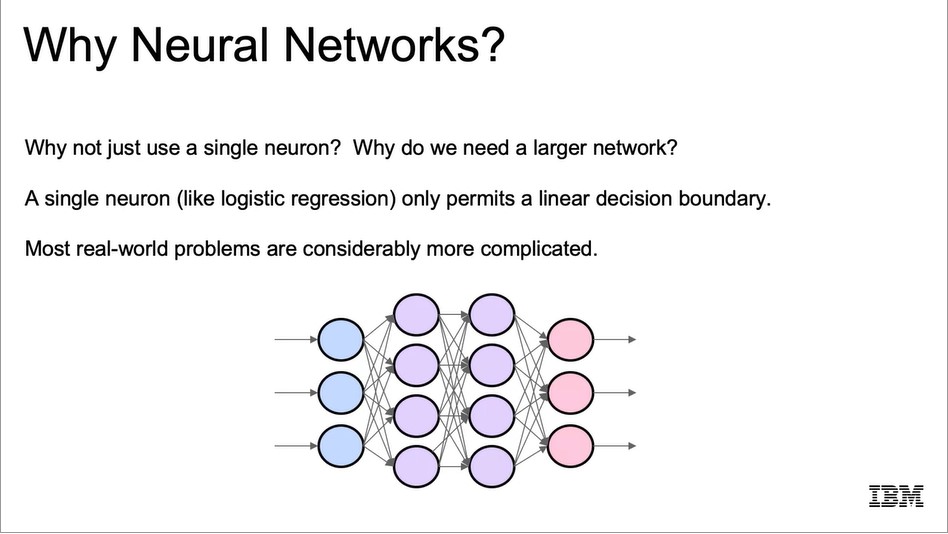 Why Neural Networks?
Why not just use a single neuron?  Why do we need a larger network?
A single neuron (like logistic regression) only permits a linear decision boundary.
Most real-world problems are considerably more complicated.
IBM